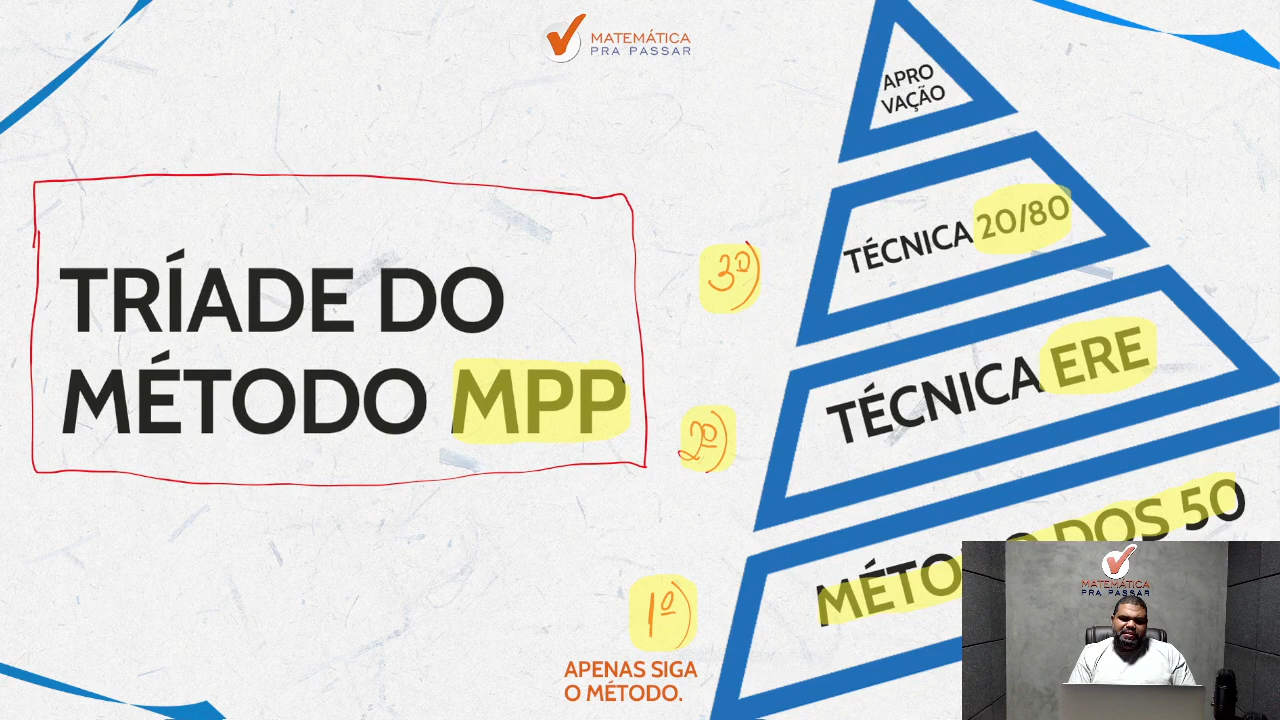 MATEMÁTICA
PRA PASSAR
TRÍADE DO
MÉTODO MPP
APRO
VAÇÃO
3º)
TÉCNICA 20/80
2º)
TÉCNICA ERE
1º)
MÉTODO DOS 50
APENAS SIGA
O MÉTODO.
MATEMÁTICA
PRA PASSAR